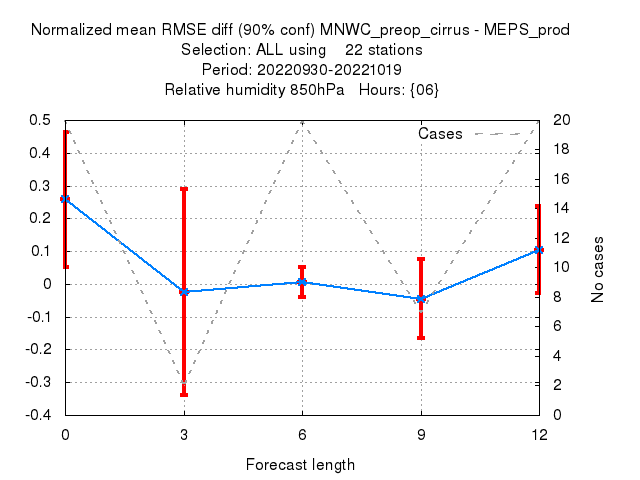 Normalized mean RMSE diff (90% conf) MNWC_preop_cirrus - MEPS_prod
Selection: ALL using    22 stations
Period: 20220930-20221019
Relative humidity 850hPa   Hours: {06}
Cases
0.5
0.4
0.3
0.2
0.1
0
-0.1
-0.2
-0.3
-0.4
20
18
16
14
12
10
8
6
4
2
0
No cases
0 3 6 9 12
Forecast length